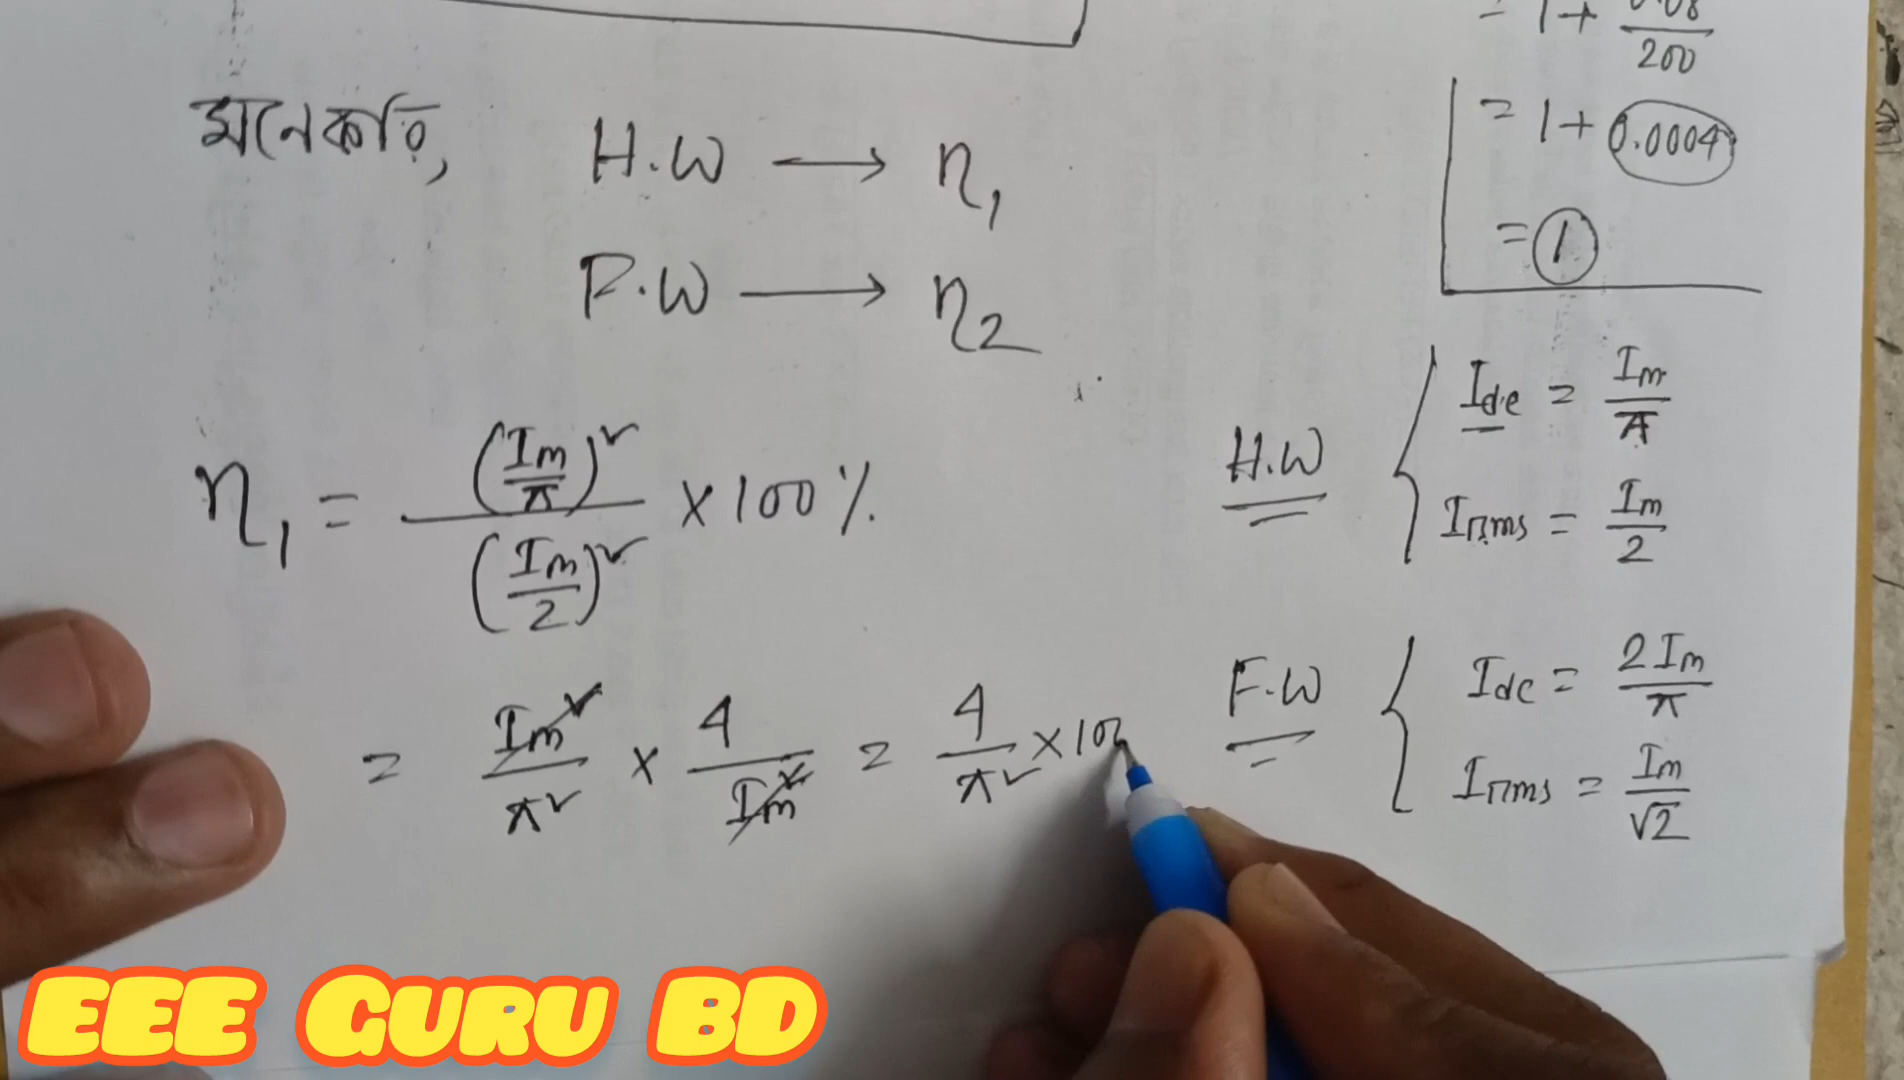 মনেকরি,
H.W → η1
F.W → η2
η1 = (Im/π)² / (Im/2)² × 100%
= Im²/π² × 4/Im² = 4/π² × 100
= 1 + 0.08/200
= 1 + 0.0004
= 1
H.W { Idc = Im/π
Irms = Im/2
F.W { Idc = 2Im/π
Irms = Im/√2
EEE GURU BD